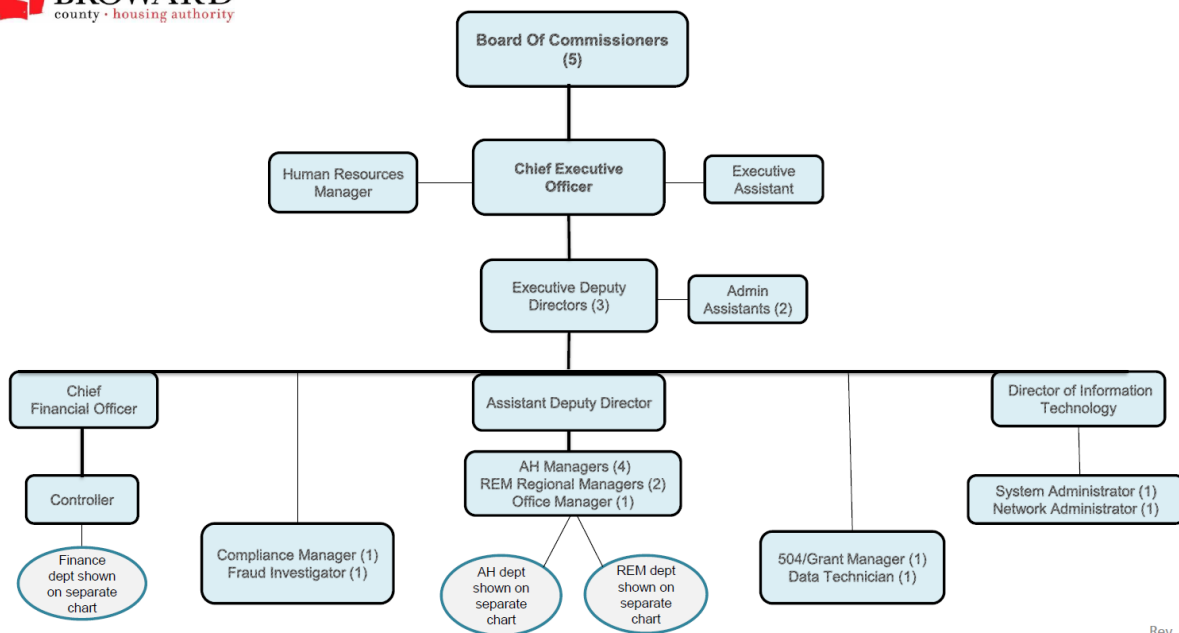 BROWARD
county · housing authority
Board Of Commissioners
(5)
Human Resources
Manager
Chief Executive
Officer
Executive
Assistant
Executive Deputy
Directors (3)
Admin
Assistants (2)
Chief
Financial Officer
Assistant Deputy Director
Director of Information
Technology
Controller
AH Managers (4)
REM Regional Managers (2)
Office Manager (1)
System Administrator (1)
Network Administrator (1)
Finance
dept shown
on separate
chart
Compliance Manager (1)
Fraud Investigator (1)
AH dept
shown on
separate
chart
REM dept
shown on
separate
chart
504/Grant Manager (1)
Data Technician (1)
Rev